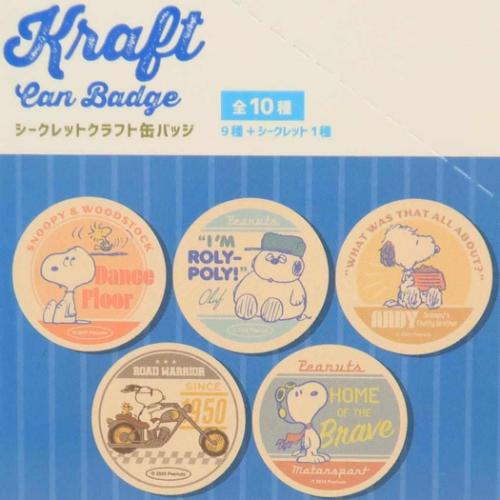 Kraft
Can Badge
シークレットクラフト缶バッジ
全10種
9種+シークレット1種
SNOOPY & WOODSTOCK
Dance
Floor
Peanuts
"I'M
ROLY-
POLY!"
Olaf
"WHAT WAS THAT ALL ABOUT?"
ANDY
Snoopy's
fluffy brother
ROAD WARRIOR
SINCE
1950
Peanuts
HOME
OF THE
Brave
Motorsport